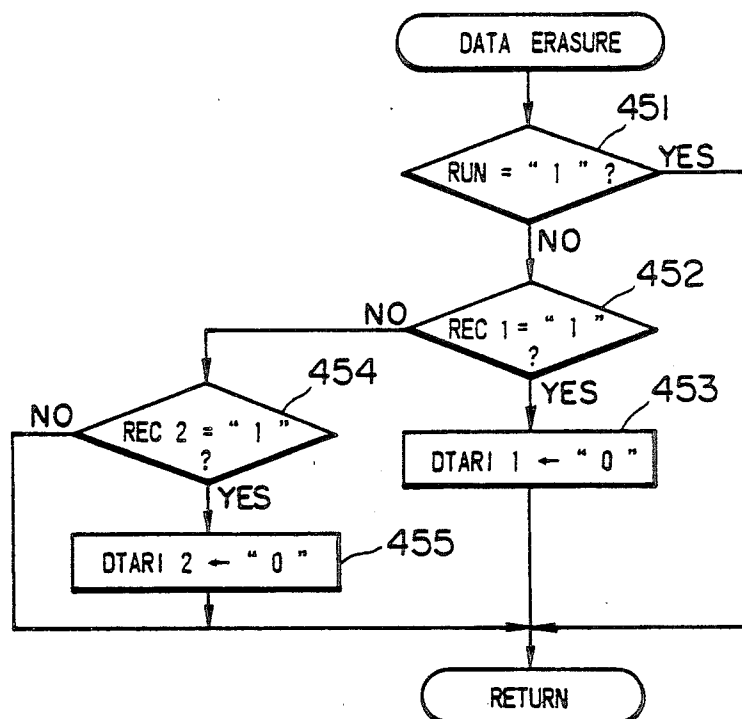 DATA ERASURE
451
RUN = “ 1 ” ?
YES
NO
452
REC 1 = “ 1 ”
?
NO
YES
454
453
REC 2 = “ 1 ”
?
NO
YES
DTARI 1 ← “ 0 ”
DTARI 2 ← “ 0 ”
455
RETURN